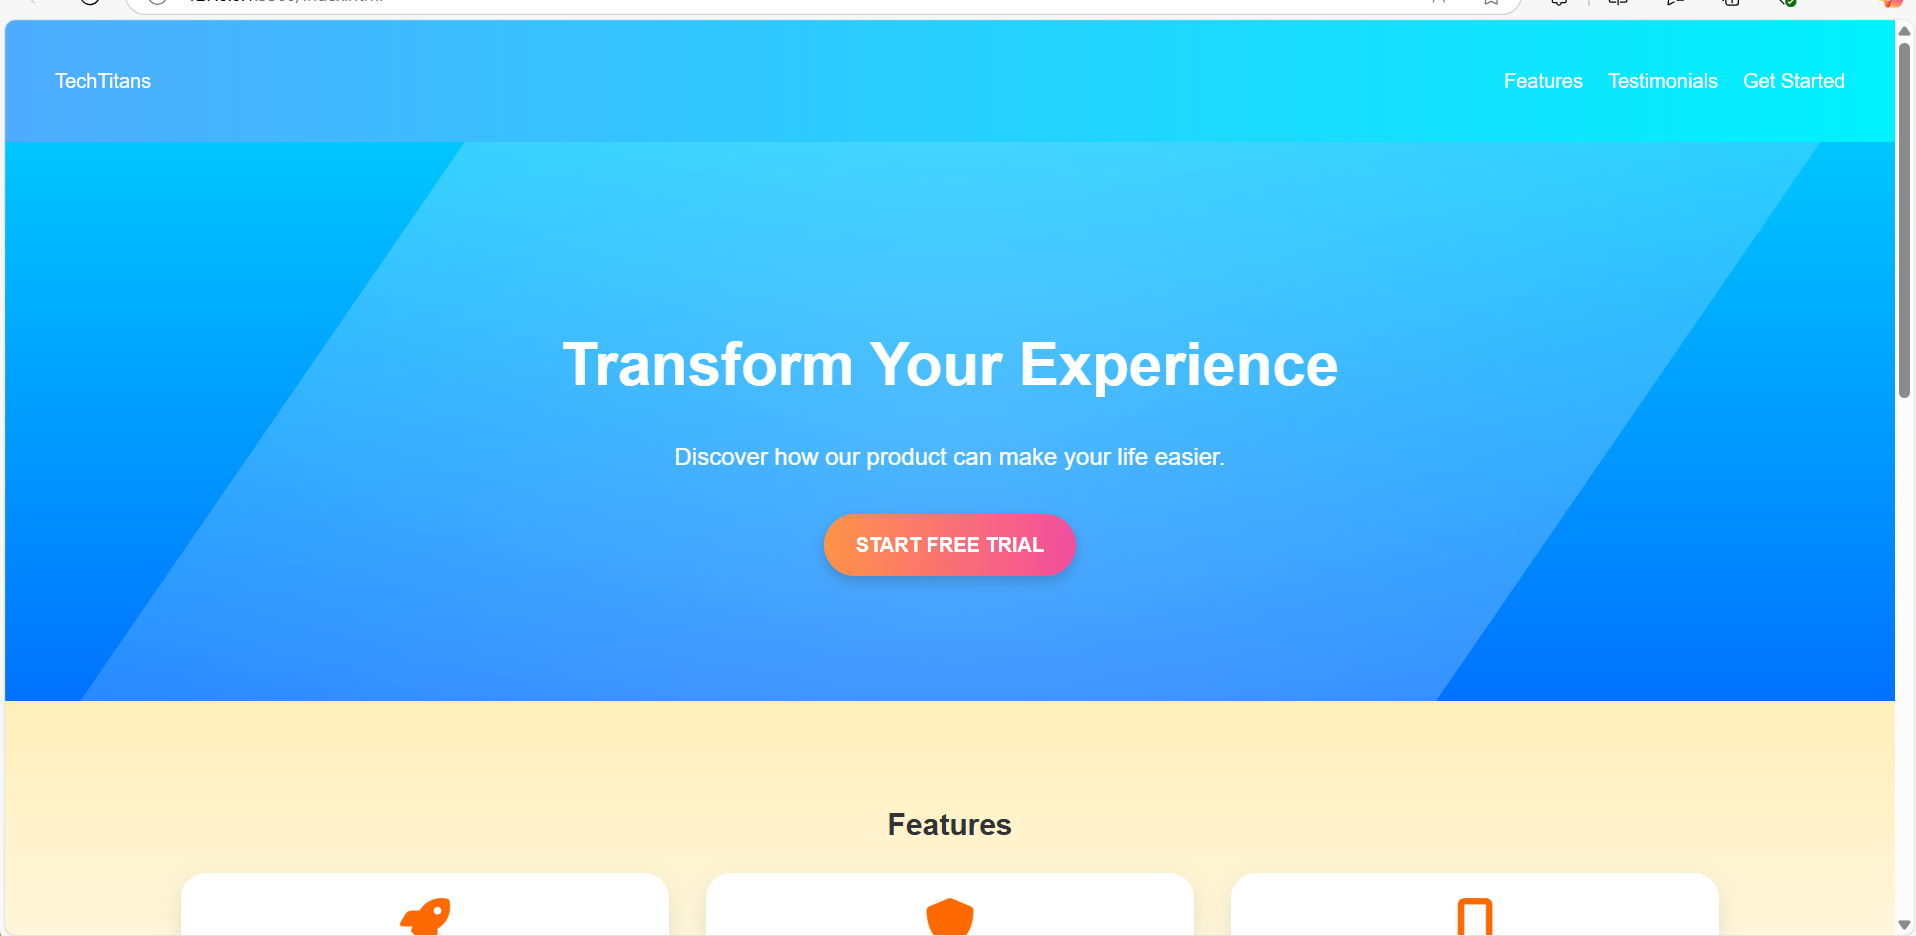 TechTitans
Features Testimonials Get Started
Transform Your Experience
Discover how our product can make your life easier.
START FREE TRIAL
Features